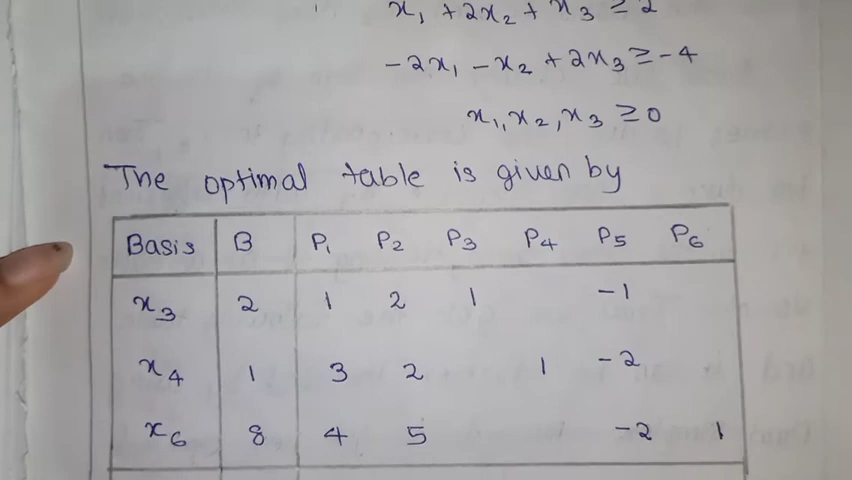 x₁ + 2x₂ + x₃ ≥ 2
-2x₁ - x₂ + 2x₃ ≥ -4
x₁, x₂, x₃ ≥ 0
The optimal table is given by
Basis B P₁ P₂ P₃ P₄ P₅ P₆
x₃ 2 1 2 1 -1
x₄ 1 3 2 1 -2
x₆ 8 4 5 -2 1